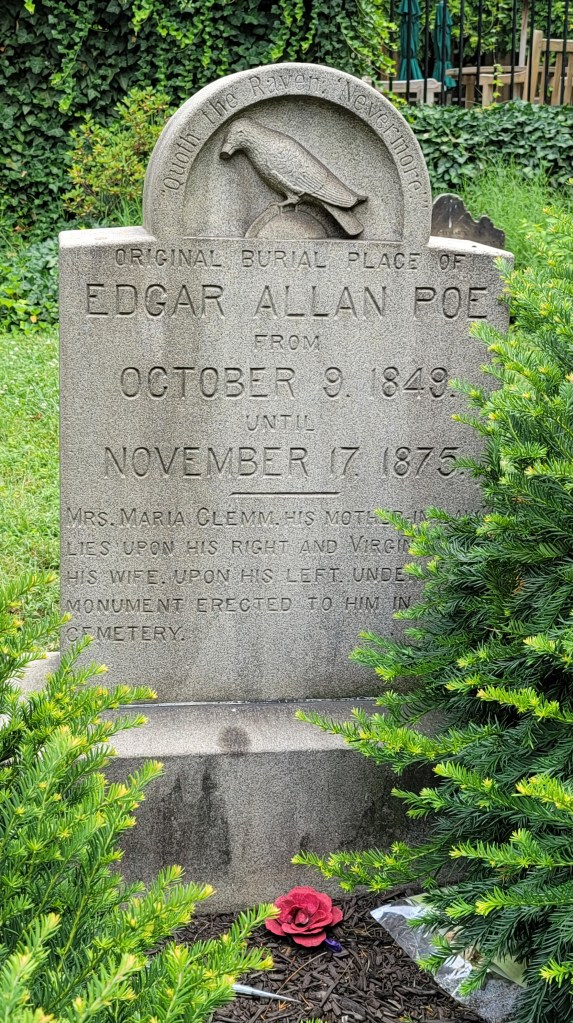 "Quoth the Raven, Nevermore"
ORIGINAL BURIAL PLACE OF
EDGAR ALLAN POE
FROM
OCTOBER 9. 1849.
UNTIL
NOVEMBER 17. 1875.
MRS. MARIA CLEMM, HIS MOTHER-IN-
LIES UPON HIS RIGHT AND
HIS WIFE, UPON HIS LEFT,
MONUMENT ERECTED TO HIM IN
CEMETERY.